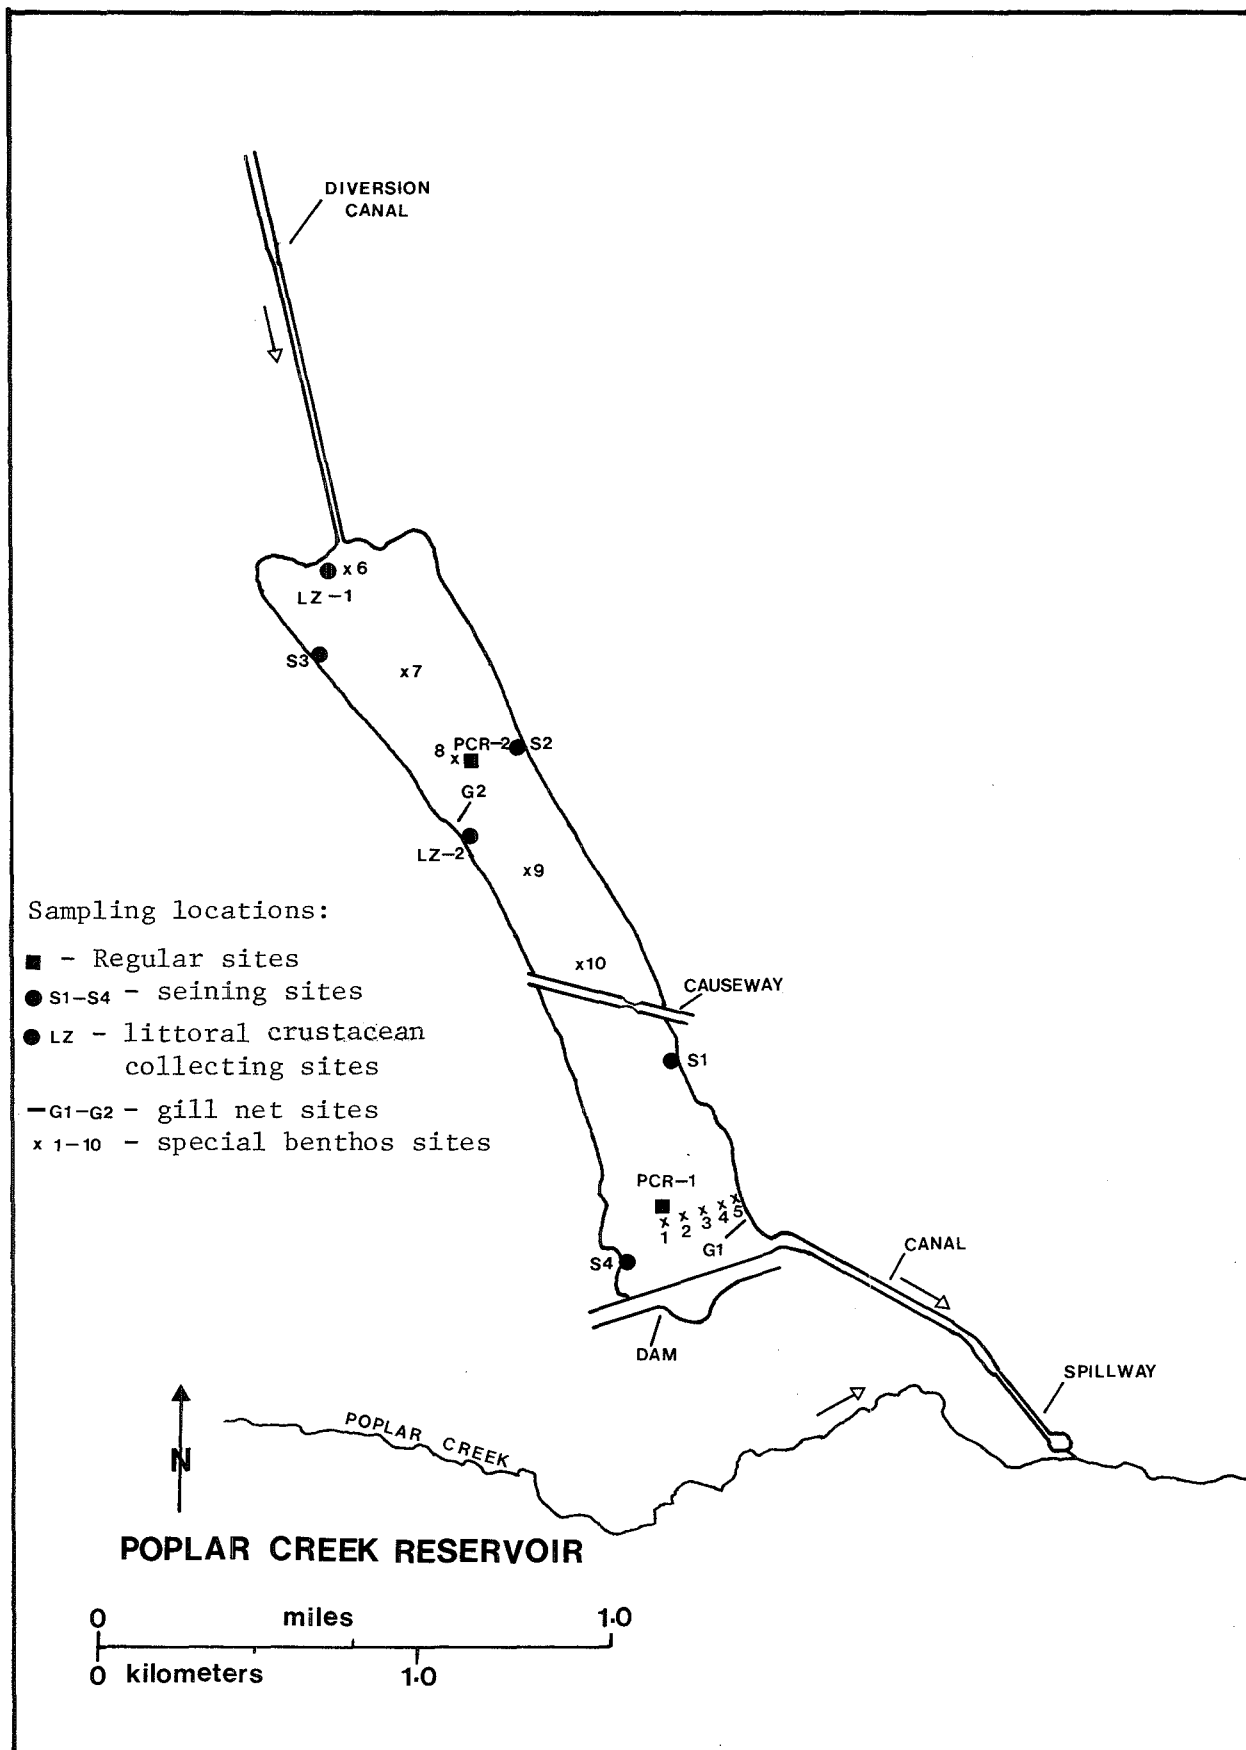 DIVERSION
CANAL
x 6
LZ-1
S3
x7
8 x
PCR-2
S2
G2
LZ-2
x9
Sampling locations:
■ - Regular sites
● S1-S4 - seining sites
● LZ - littoral crustacean
collecting sites
— G1-G2 - gill net sites
x 1-10 - special benthos sites
x10
CAUSEWAY
S1
PCR-1
x x x x x
1 2 3 4 5
G1
S4
CANAL
DAM
SPILLWAY
POPLAR CREEK
N
POPLAR CREEK RESERVOIR
0 miles 1.0
0 kilometers 1.0